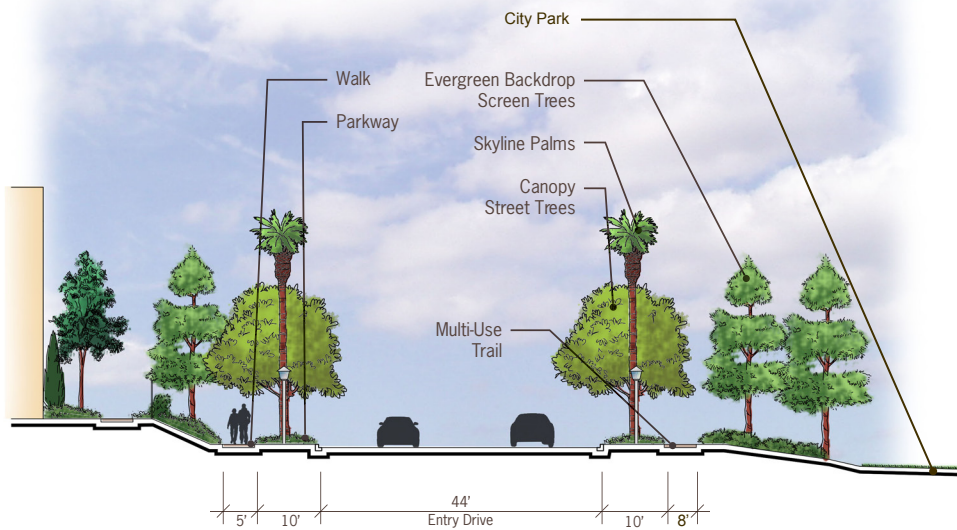 City Park
Walk
Evergreen Backdrop
Screen Trees
Parkway
Skyline Palms
Canopy
Street Trees
Multi-Use
Trail
5' 10' 44' 10' 8'
Entry Drive